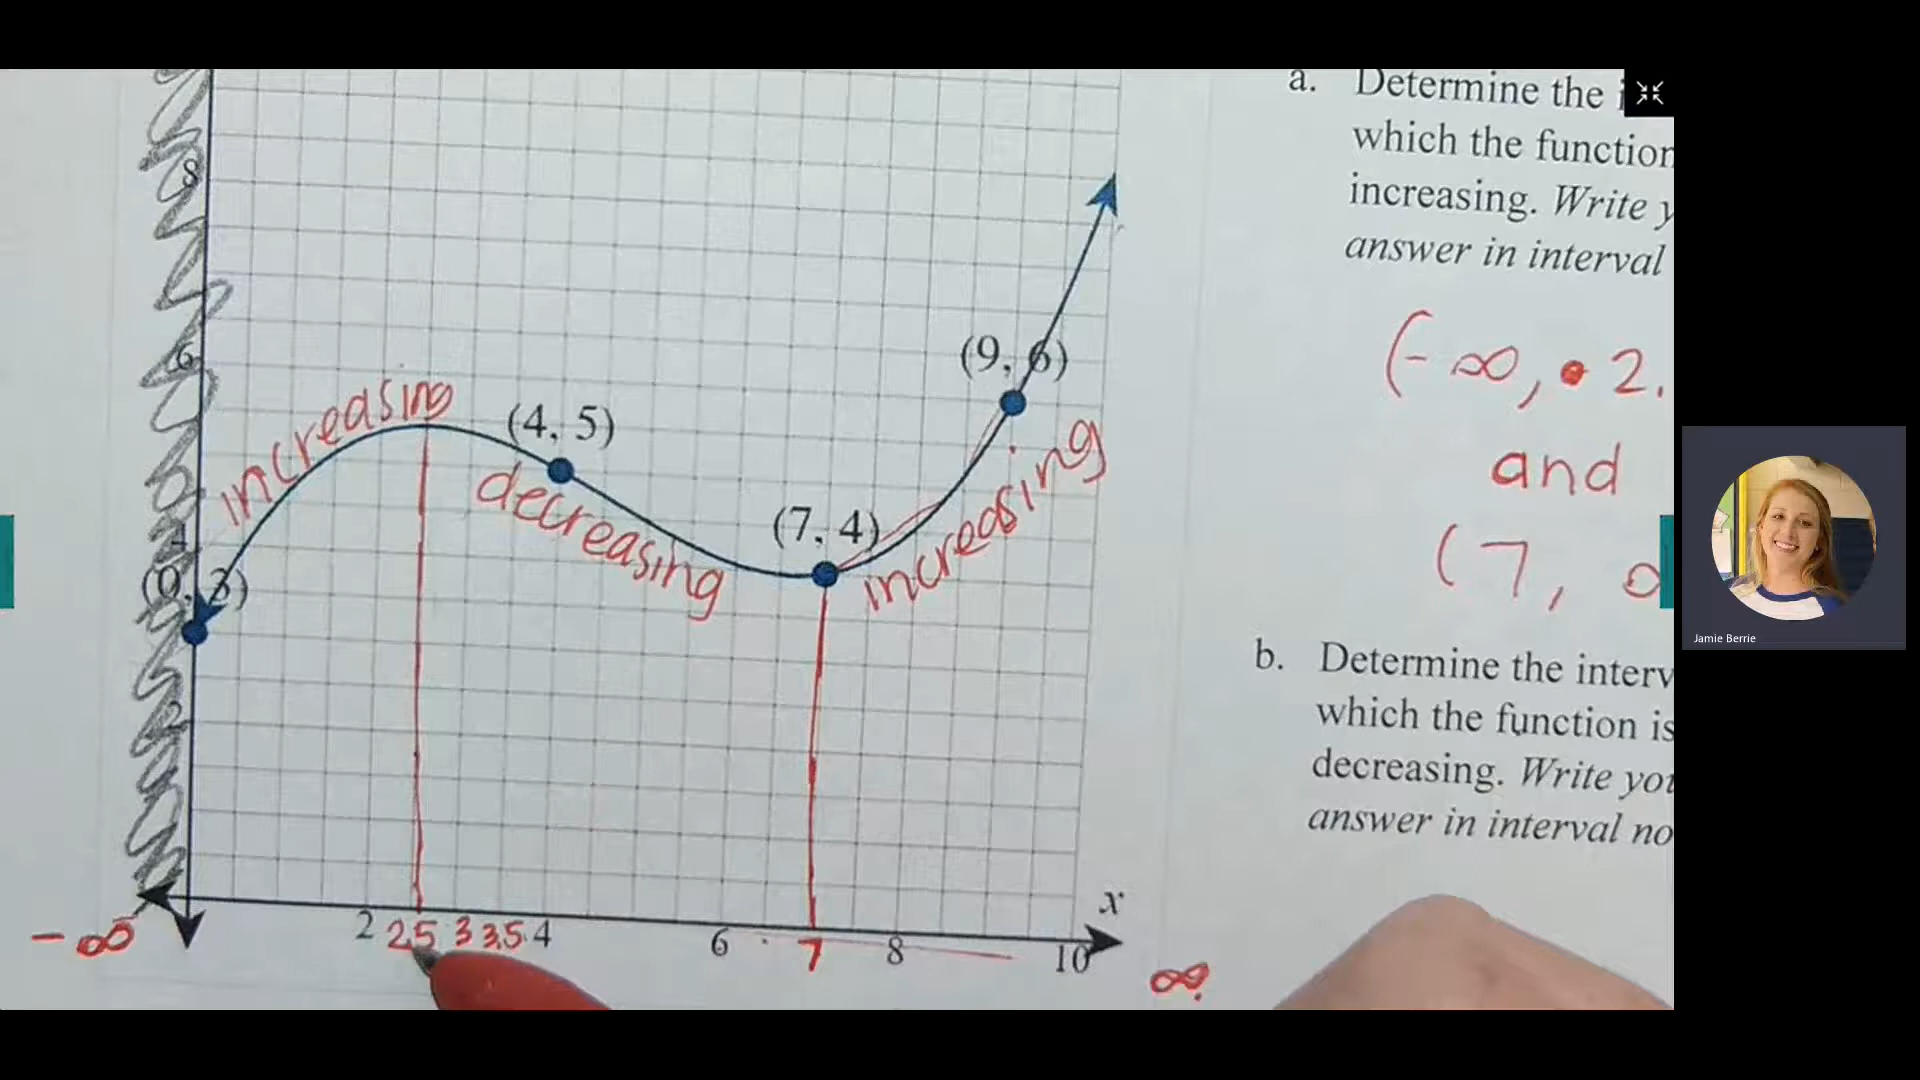 8
6
4
2
increasing
(4, 5)
decreasing
(7, 4)
(9, 6)
increasing
(0, 3)
- ∞
2 2.5 3 3.5 4 6 7 8 10
x
∞
a. Determine the i
which the function
increasing. Write y
answer in interval
(- ∞, 2.
and
(7,
b. Determine the interv
which the function is
decreasing. Write you
answer in interval no
Jamie Berrie